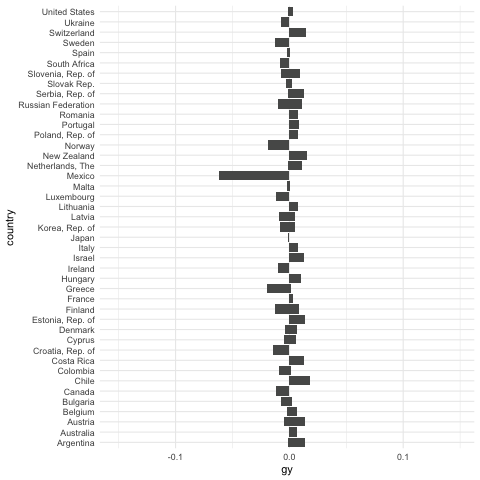 United States
Ukraine
Switzerland
Sweden
Spain
South Africa
Slovenia, Rep. of
Slovak Rep.
Serbia, Rep. of
Russian Federation
Romania
Portugal
Poland, Rep. of
Norway
New Zealand
Netherlands, The
Mexico
Malta
Luxembourg
Lithuania
Latvia
Korea, Rep. of
Japan
Italy
Israel
Ireland
Hungary
Greece
France
Finland
Estonia, Rep. of
Denmark
Cyprus
Croatia, Rep. of
Costa Rica
Colombia
Chile
Canada
Bulgaria
Belgium
Austria
Australia
Argentina
country
-0.1 0.0 0.1
gy